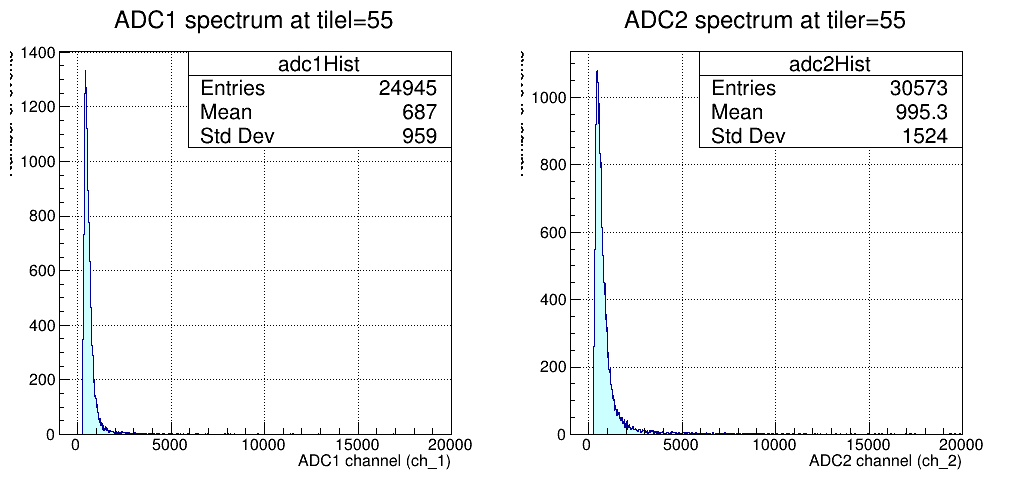 ADC1 spectrum at tilel=55
adc1Hist
Entries 24945
Mean 687
Std Dev 959
1400
1200
1000
800
600
400
200
0
0 5000 10000 15000 20000
ADC1 channel (ch_1)
ADC2 spectrum at tiler=55
adc2Hist
Entries 30573
Mean 995.3
Std Dev 1524
1000
800
600
400
200
0
0 5000 10000 15000 20000
ADC2 channel (ch_2)